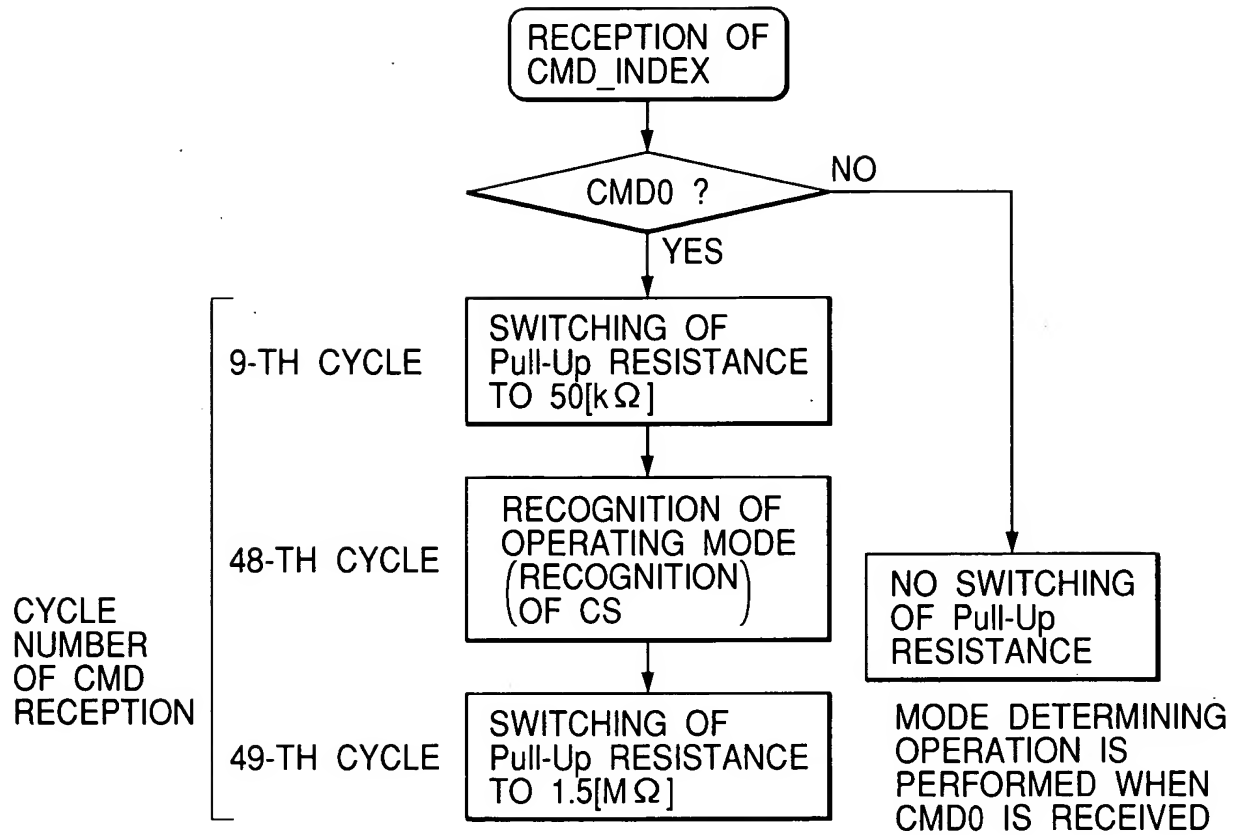 RECEPTION OF
CMD_INDEX
CMD0 ?
NO
YES
9-TH CYCLE
SWITCHING OF
Pull-Up RESISTANCE
TO 50[kΩ]
48-TH CYCLE
RECOGNITION OF
OPERATING MODE
(RECOGNITION
OF CS)
CYCLE
NUMBER
OF CMD
RECEPTION
49-TH CYCLE
SWITCHING OF
Pull-Up RESISTANCE
TO 1.5[MΩ]
NO SWITCHING
OF Pull-Up
RESISTANCE
MODE DETERMINING
OPERATION IS
PERFORMED WHEN
CMD0 IS RECEIVED